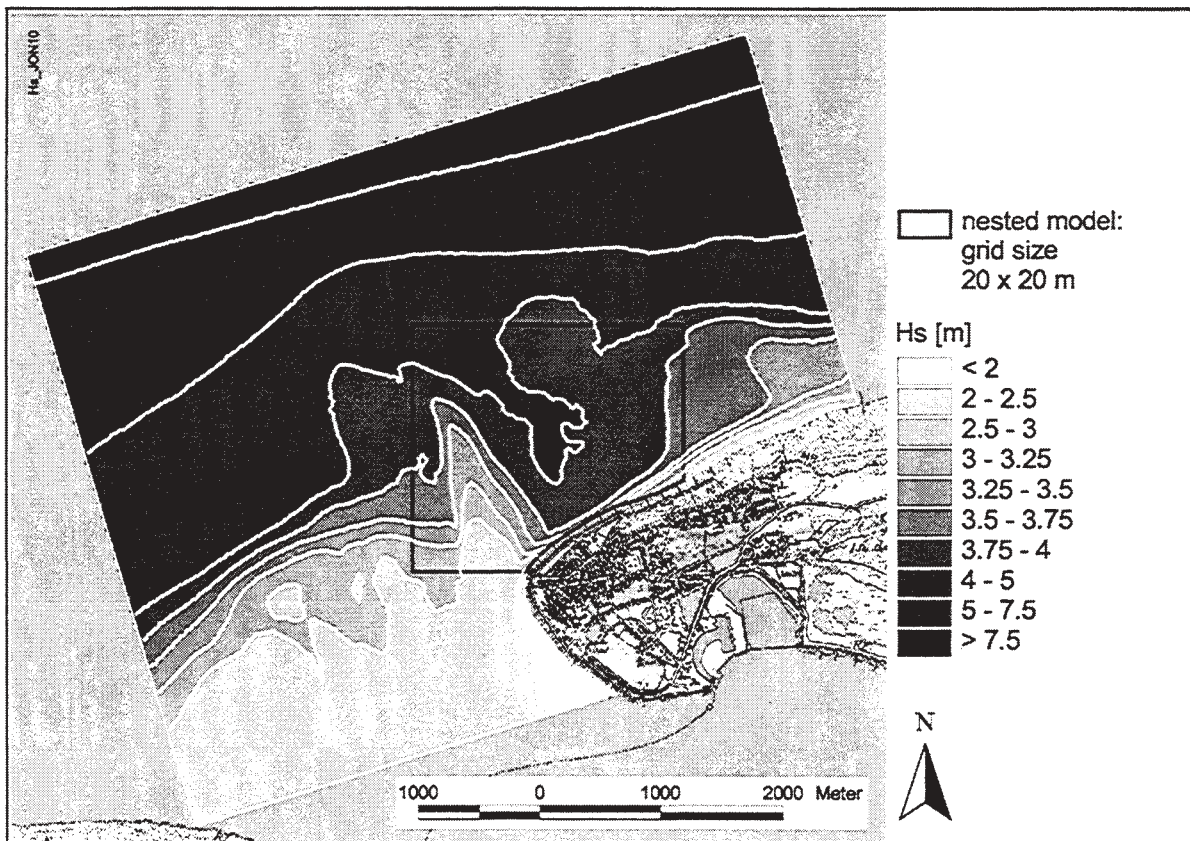 Hs_JON10
nested model:
grid size
20 x 20 m
Hs [m]
< 2
2 - 2.5
2.5 - 3
3 - 3.25
3.25 - 3.5
3.5 - 3.75
3.75 - 4
4 - 5
5 - 7.5
> 7.5
N
1000 0 1000 2000 Meter